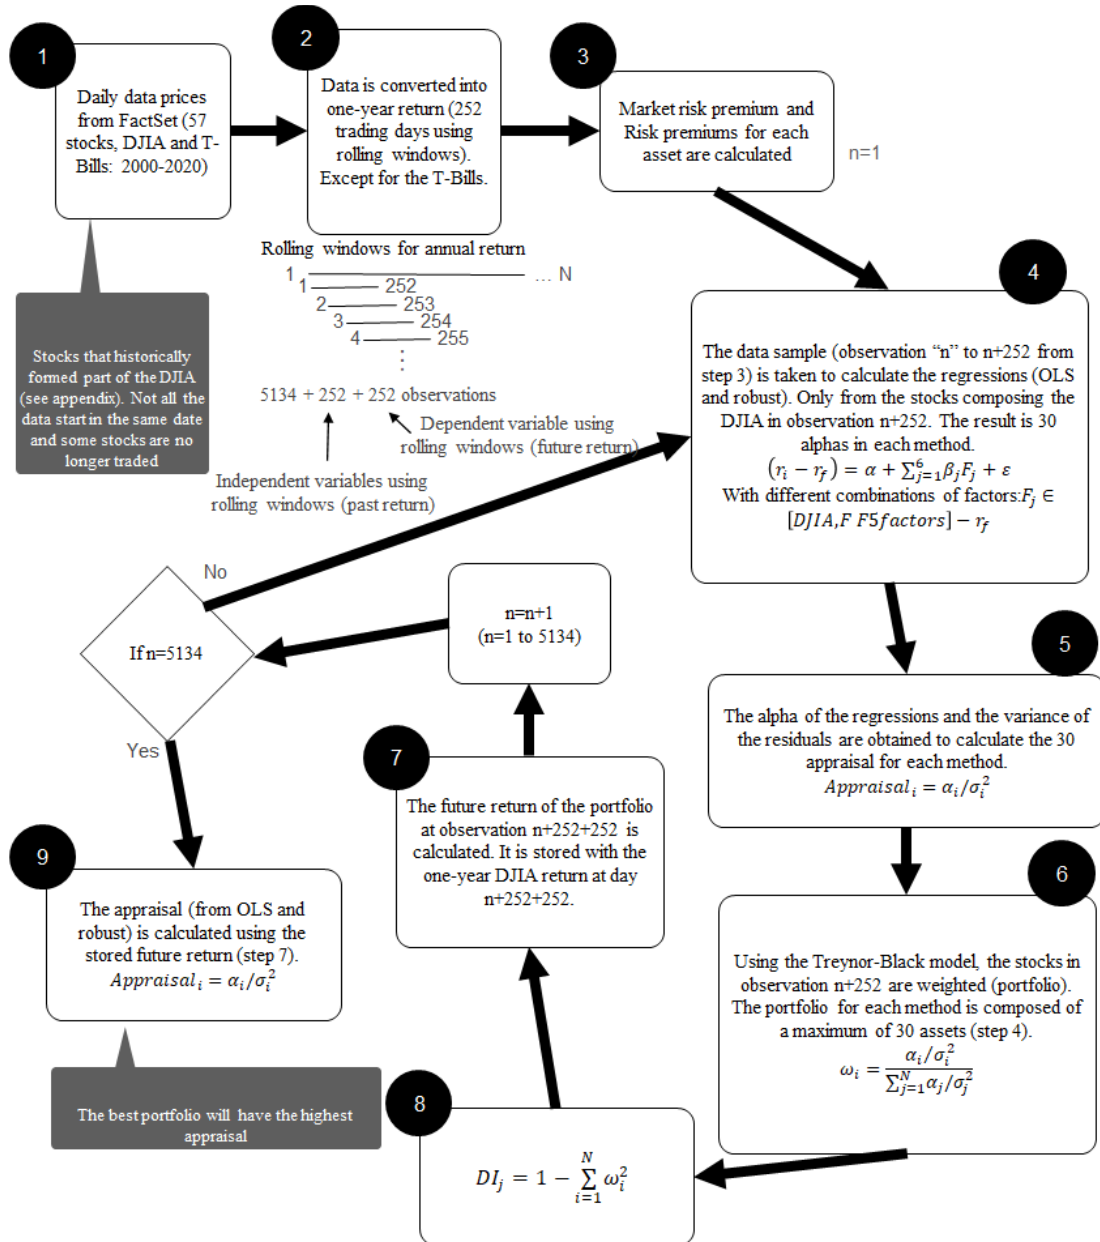 1
Daily data prices
from FactSet (57
stocks, DJIA and T-
Bills: 2000-2020)
2
Data is converted into
one-year return (252
trading days using
rolling windows).
Except for the T-Bills.
3
Market risk premium and
Risk premiums for each
asset are calculated
n=1
Stocks that historically
formed part of the DJIA
(see appendix). Not all the
data start in the same date
and some stocks are no
longer traded
Rolling windows for annual return
1 ... N
1 252
2 253
3 254
4 255
⋮
5134 + 252 + 252 observations
Dependent variable using
rolling windows (future return)
Independent variables using
rolling windows (past return)
4
The data sample (observation “n” to n+252 from
step 3) is taken to calculate the regressions (OLS
and robust). Only from the stocks composing the
DJIA in observation n+252. The result is 30
alphas in each method.
(r_i − r_f) = α + ∑_{j=1}^{6} β_j F_j + ε
With different combinations of factors:F_j ∈
[DJIA,F F5factors] − r_f
5
The alpha of the regressions and the variance of
the residuals are obtained to calculate the 30
appraisal for each method.
Appraisal_i = α_i/σ_i^2
6
Using the Treynor-Black model, the stocks in
observation n+252 are weighted (portfolio).
The portfolio for each method is composed of
a maximum of 30 assets (step 4).
ω_i = (α_i/σ_i^2) / (∑_{j=1}^{N} α_j/σ_j^2)
8
DI_j = 1 − ∑_{i=1}^{N} ω_i^2
7
The future return of the portfolio
at observation n+252+252 is
calculated. It is stored with the
one-year DJIA return at day
n+252+252.
n=n+1
(n=1 to 5134)
If n=5134
No
Yes
9
The appraisal (from OLS and
robust) is calculated using the
stored future return (step 7).
Appraisal_i = α_i/σ_i^2
The best portfolio will have the highest
appraisal